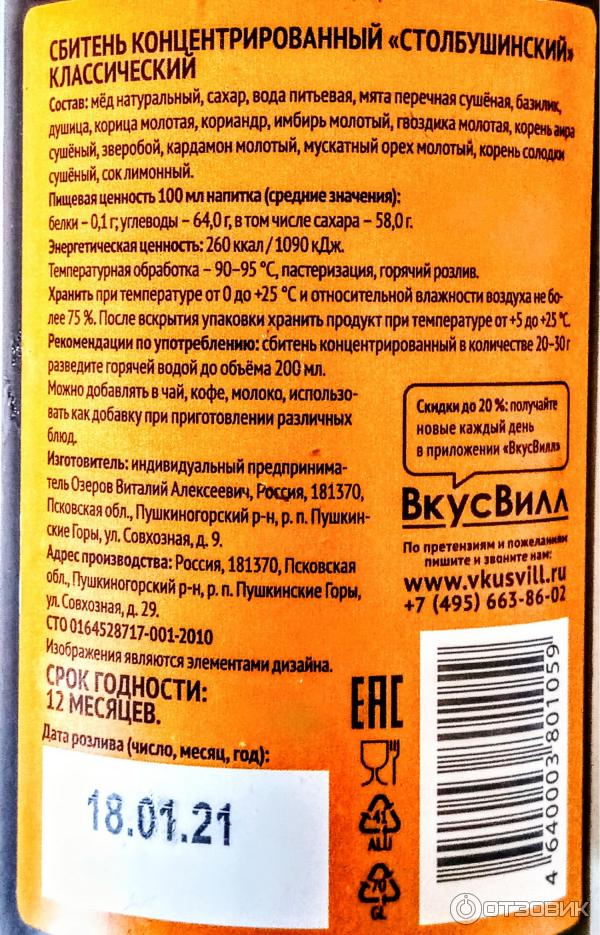 СБИТЕНЬ КОНЦЕНТРИРОВАННЫЙ «СТОЛБУШИНСКИЙ»
КЛАССИЧЕСКИЙ
Состав: мёд натуральный, сахар, вода питьевая, мята перечная сушёная, базилик,
душица, корица молотая, кориандр, имбирь молотый, гвоздика молотая, корень аира
сушёный, зверобой, кардамон молотый, мускатный орех молотый, корень солодки
сушёный, сок лимонный.
Пищевая ценность 100 мл напитка (средние значения):
белки – 0,1 г; углеводы – 64,0 г, в том числе сахара – 58,0 г.
Энергетическая ценность: 260 ккал / 1090 кДж.
Температурная обработка – 90–95 °С, пастеризация, горячий розлив.
Хранить при температуре от 0 до +25 °С и относительной влажности воздуха не бо-
лее 75 %. После вскрытия упаковки хранить продукт при температуре от +5 до +25 °С.
Рекомендации по употреблению: сбитень концентрированный в количестве 20–30 г
разведите горячей водой до объёма 200 мл.
Можно добавлять в чай, кофе, молоко, использо-
вать как добавку при приготовлении различных
блюд.
Изготовитель: индивидуальный предпринима-
тель Озеров Виталий Алексеевич, Россия, 181370,
Псковская обл., Пушкиногорский р-н, р. п. Пушкин-
ские Горы, ул. Совхозная, д. 9.
Адрес производства: Россия, 181370, Псковская
обл., Пушкиногорский р-н, р. п. Пушкинские Горы,
ул. Совхозная, д. 29.
СТО 0164528717-001-2010
Изображения являются элементами дизайна.
СРОК ГОДНОСТИ:
12 МЕСЯЦЕВ.
Дата розлива (число, месяц, год):
18.01.21
Скидки до 20 %: получайте
новые каждый день
в приложении «ВкусВилл»
ВкусВилл
По претензиям и пожеланиям
пишите и звоните нам:
www.vkusvill.ru
+7 (495) 663-86-02
ЕАС
41
ALU
70
GL
4 640003 801059
ОТЗОВИК